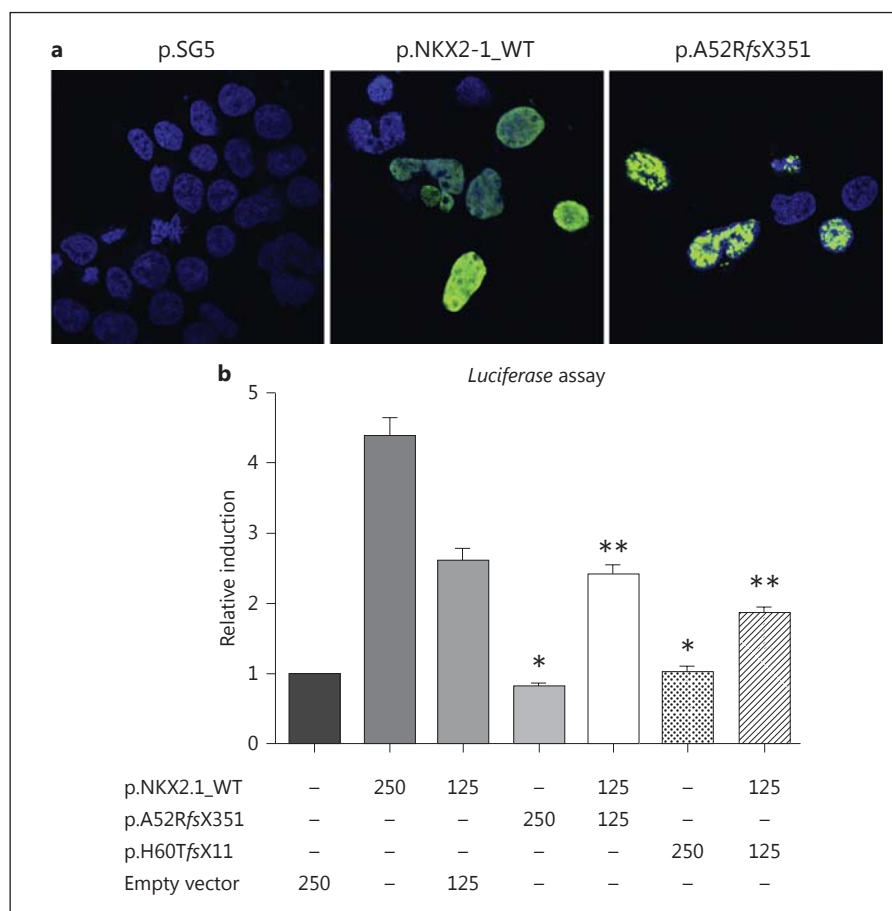 a
p.SG5 p.NKX2-1_WT p.A52RfsX351
b
Luciferase assay
Relative induction
5
4
3
2
1
0
* ** * **
p.NKX2.1_WT – 250 125 – 125 – 125
p.A52RfsX351 – – – 250 125 – –
p.H60TfsX11 – – – – – 250 125
Empty vector 250 – 125 – – – –